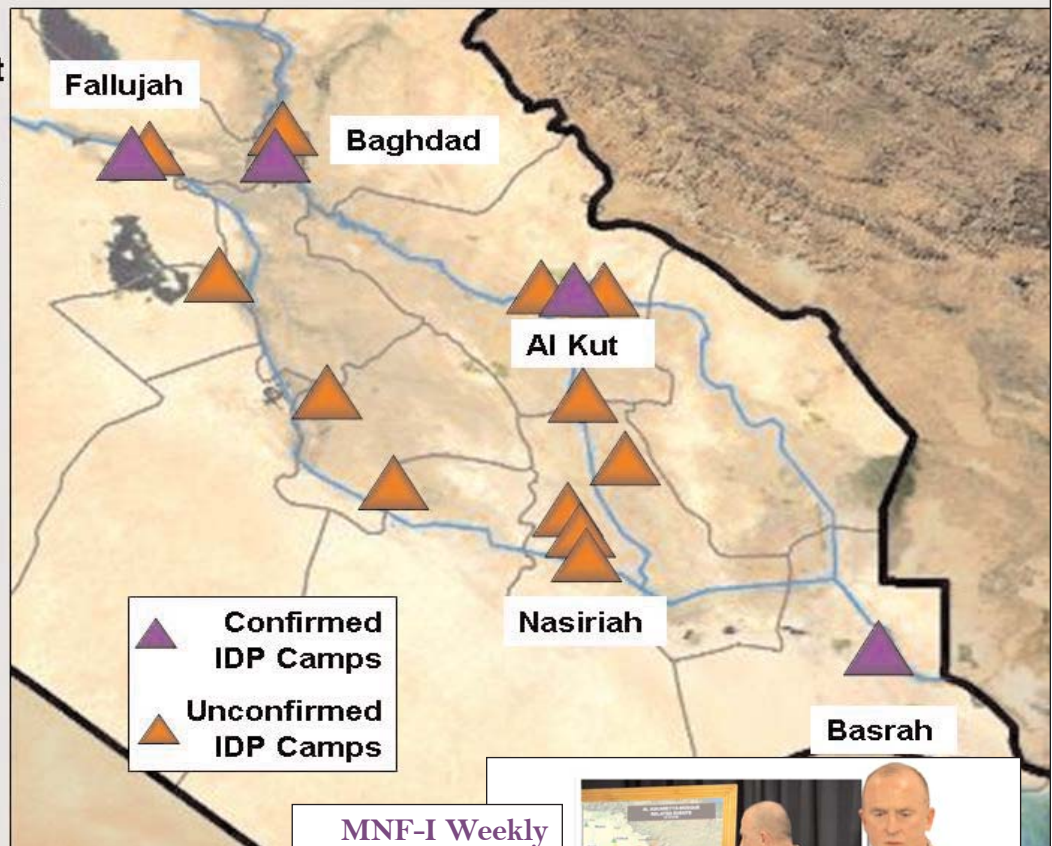 t
Fallujah
Baghdad
Al Kut
Nasiriah
Basrah
Confirmed
IDP Camps
Unconfirmed
IDP Camps
MNF-I Weekly